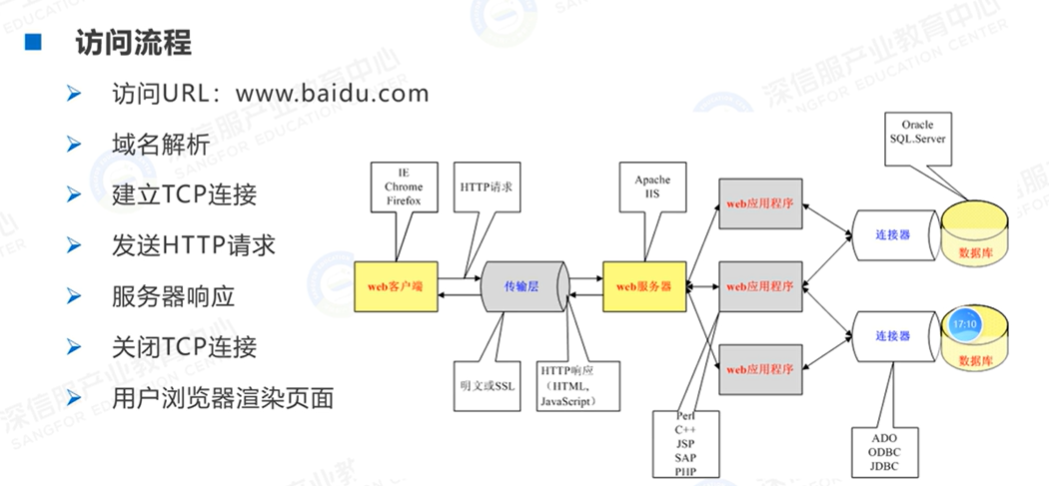 访问流程
访问URL：www.baidu.com
域名解析
建立TCP连接
发送HTTP请求
服务器响应
关闭TCP连接
用户浏览器渲染页面
IE
Chrome
Firefox
HTTP请求
Apache
IIS
Oracle
SQL.Server
web客户端
传输层
web服务器
web应用程序
web应用程序
web应用程序
连接器
数据库
连接器
17:10
数据库
明文或SSL
HTTP响应
（HTML,
JavaScript）
Perl
C++
JSP
SAP
PHP
ADO
ODBC
JDBC
深信服产业教育中心
SANGFOR EDUCATION CENTER